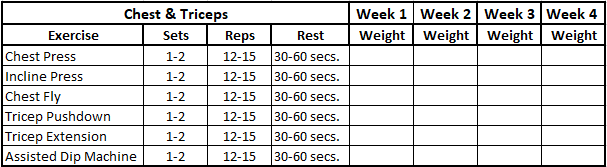 Chest & Triceps Week 1 Week 2 Week 3 Week 4
Exercise Sets Reps Rest Weight Weight Weight Weight
Chest Press 1-2 12-15 30-60 secs.
Incline Press 1-2 12-15 30-60 secs.
Chest Fly 1-2 12-15 30-60 secs.
Tricep Pushdown 1-2 12-15 30-60 secs.
Tricep Extension 1-2 12-15 30-60 secs.
Assisted Dip Machine 1-2 12-15 30-60 secs.